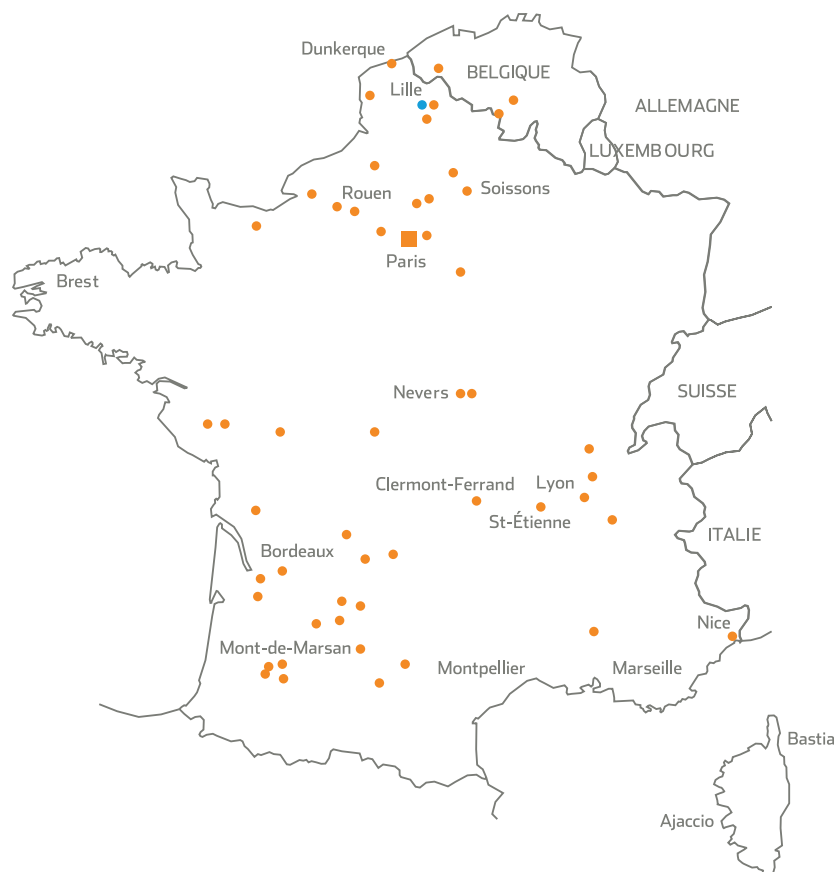 Dunkerque
BELGIQUE
Lille
ALLEMAGNE
LUXEMBOURG
Rouen
Soissons
Paris
Brest
Nevers
SUISSE
Clermont-Ferrand
Lyon
St-Étienne
ITALIE
Bordeaux
Nice
Mont-de-Marsan
Montpellier
Marseille
Bastia
Ajaccio